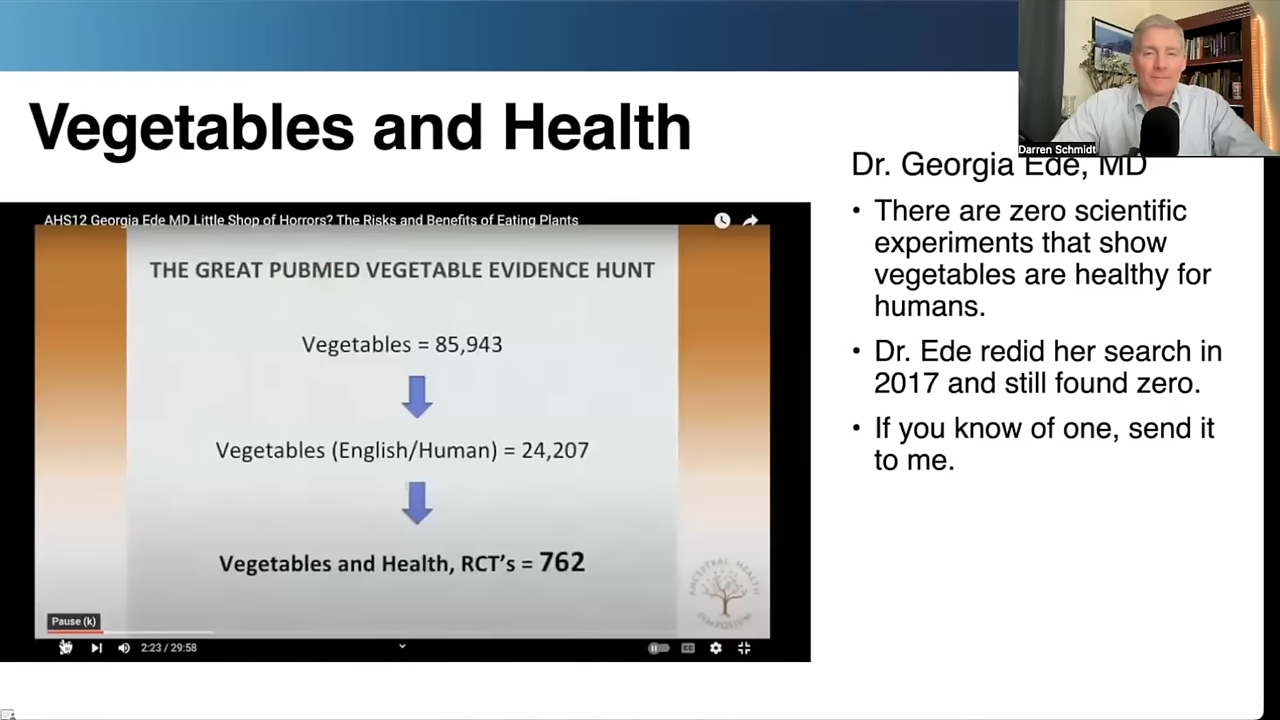 Vegetables and Health
Darren Schmidt
AHS12 Georgia Ede MD Little Shop of Horrors? The Risks and Benefits of Eating Plants
THE GREAT PUBMED VEGETABLE EVIDENCE HUNT
Vegetables = 85,943
Vegetables (English/Human) = 24,207
Vegetables and Health, RCT's = 762
ANCESTRAL HEALTH
SYMPOSIUM
Pause (k)
2:23 / 29:58
CC
Dr. Georgia Ede, MD
• There are zero scientific
experiments that show
vegetables are healthy for
humans.
• Dr. Ede redid her search in
2017 and still found zero.
• If you know of one, send it
to me.